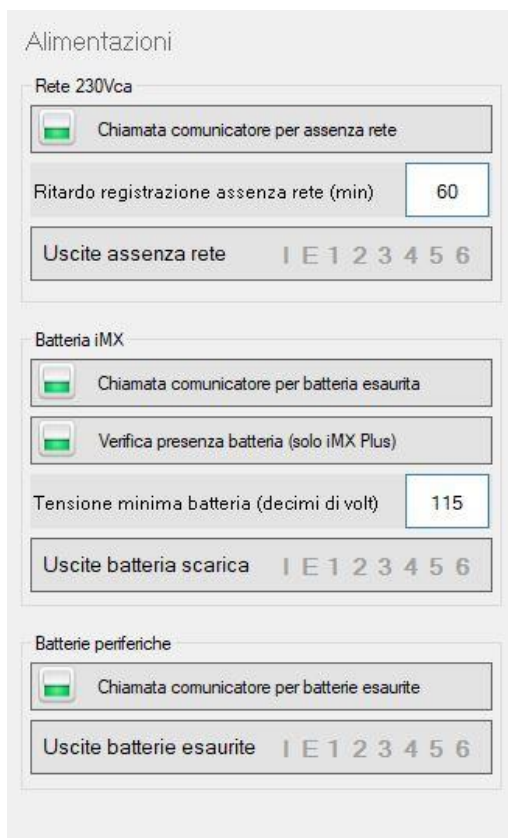 Alimentazioni
Rete 230Vca
Chiamata comunicatore per assenza rete
Ritardo registrazione assenza rete (min) 60
Uscite assenza rete I E 1 2 3 4 5 6
Batteria iMX
Chiamata comunicatore per batteria esaurita
Verifica presenza batteria (solo iMX Plus)
Tensione minima batteria (decimi di volt) 115
Uscite batteria scarica I E 1 2 3 4 5 6
Batterie periferiche
Chiamata comunicatore per batterie esaurite
Uscite batterie esaurite I E 1 2 3 4 5 6